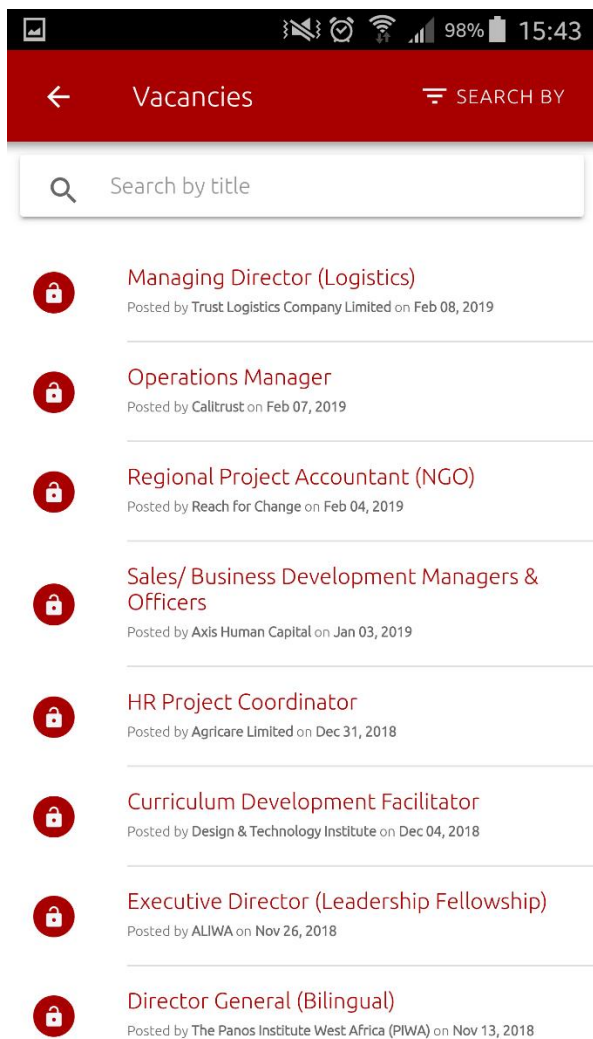 98% 15:43
Vacancies SEARCH BY
Search by title
Managing Director (Logistics)
Posted by Trust Logistics Company Limited on Feb 08, 2019
Operations Manager
Posted by Calitrust on Feb 07, 2019
Regional Project Accountant (NGO)
Posted by Reach for Change on Feb 04, 2019
Sales/ Business Development Managers &
Officers
Posted by Axis Human Capital on Jan 03, 2019
HR Project Coordinator
Posted by Agricare Limited on Dec 31, 2018
Curriculum Development Facilitator
Posted by Design & Technology Institute on Dec 04, 2018
Executive Director (Leadership Fellowship)
Posted by ALIWA on Nov 26, 2018
Director General (Bilingual)
Posted by The Panos Institute West Africa (PIWA) on Nov 13, 2018